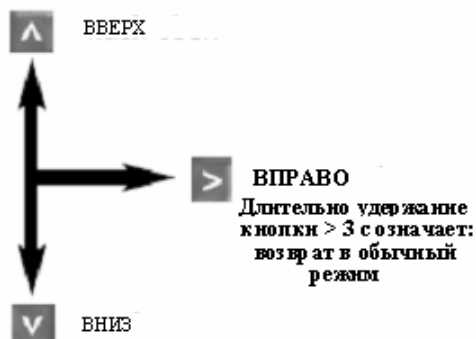 ВВЕРХ
ВПРАВО
Длительно удержание
кнопки > 3 с означает:
возврат в обычный
режим
ВНИЗ